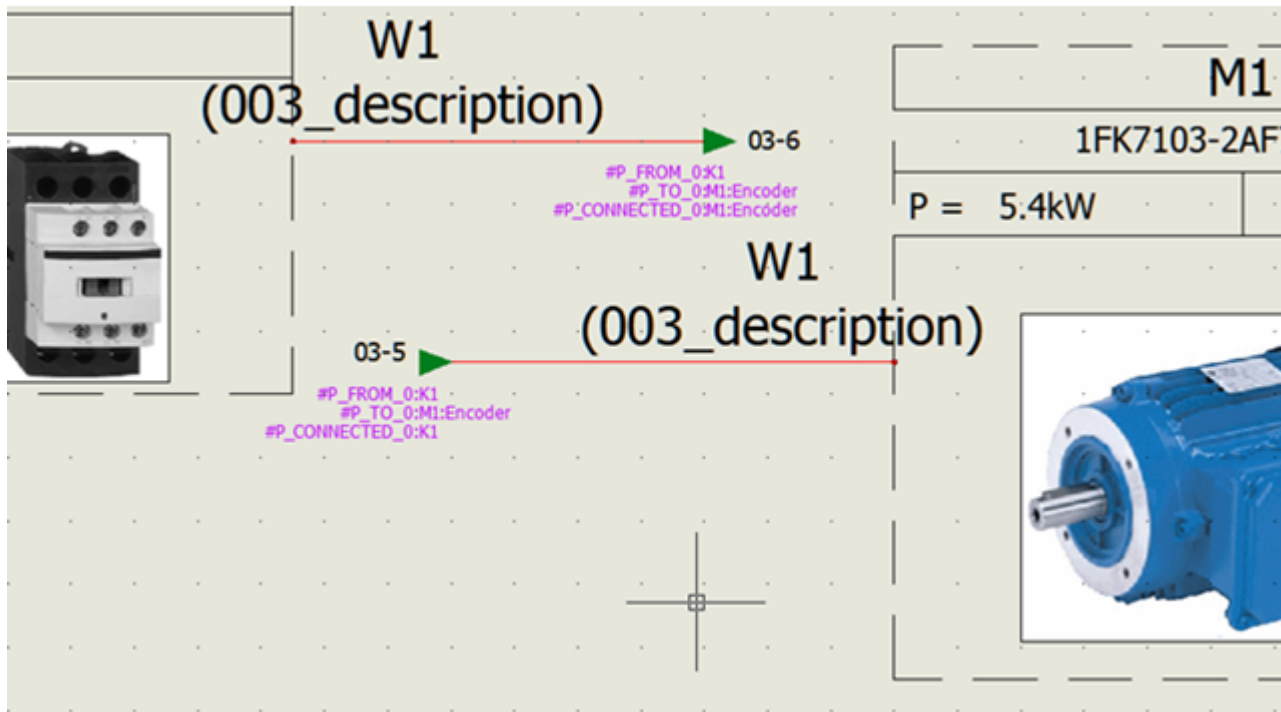 W1
(003_description)
03-6
#P_FROM_0:K1
#P_TO_0:M1:Encoder
#P_CONNECTED_0:M1:Encoder
M1
1FK7103-2AF
P = 5.4kW
W1
(003_description)
03-5
#P_FROM_0:K1
#P_TO_0:M1:Encoder
#P_CONNECTED_0:K1